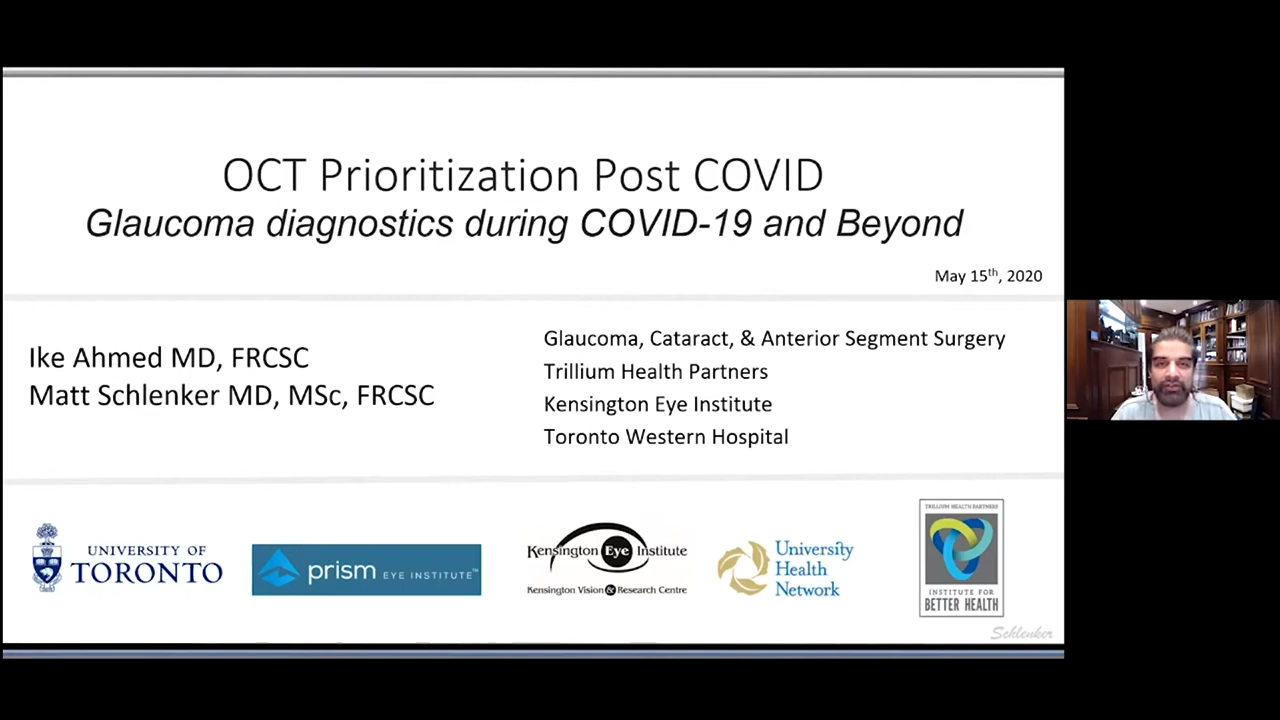 OCT Prioritization Post COVID
Glaucoma diagnostics during COVID-19 and Beyond
May 15th, 2020
Ike Ahmed MD, FRCSC
Matt Schlenker MD, MSc, FRCSC
Glaucoma, Cataract, & Anterior Segment Surgery
Trillium Health Partners
Kensington Eye Institute
Toronto Western Hospital
UNIVERSITY OF
TORONTO
prism EYE INSTITUTE™
Kensington Eye Institute
Kensington Vision & Research Centre
University
Health
Network
TRILLIUM HEALTH PARTNERS
INSTITUTE FOR
BETTER HEALTH
Schlenker